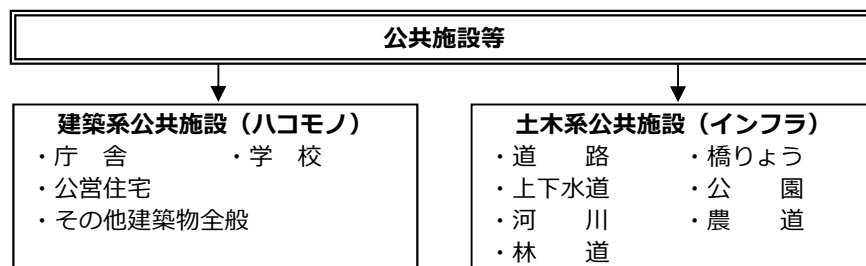 公共施設等
建築系公共施設（ハコモノ）
・庁　舎　　　　・学　校
・公営住宅
・その他建築物全般
土木系公共施設（インフラ）
・道　　路　　　・橋りょう
・上下水道　　　・公　　園
・河　　川　　　・農　　道
・林　　道